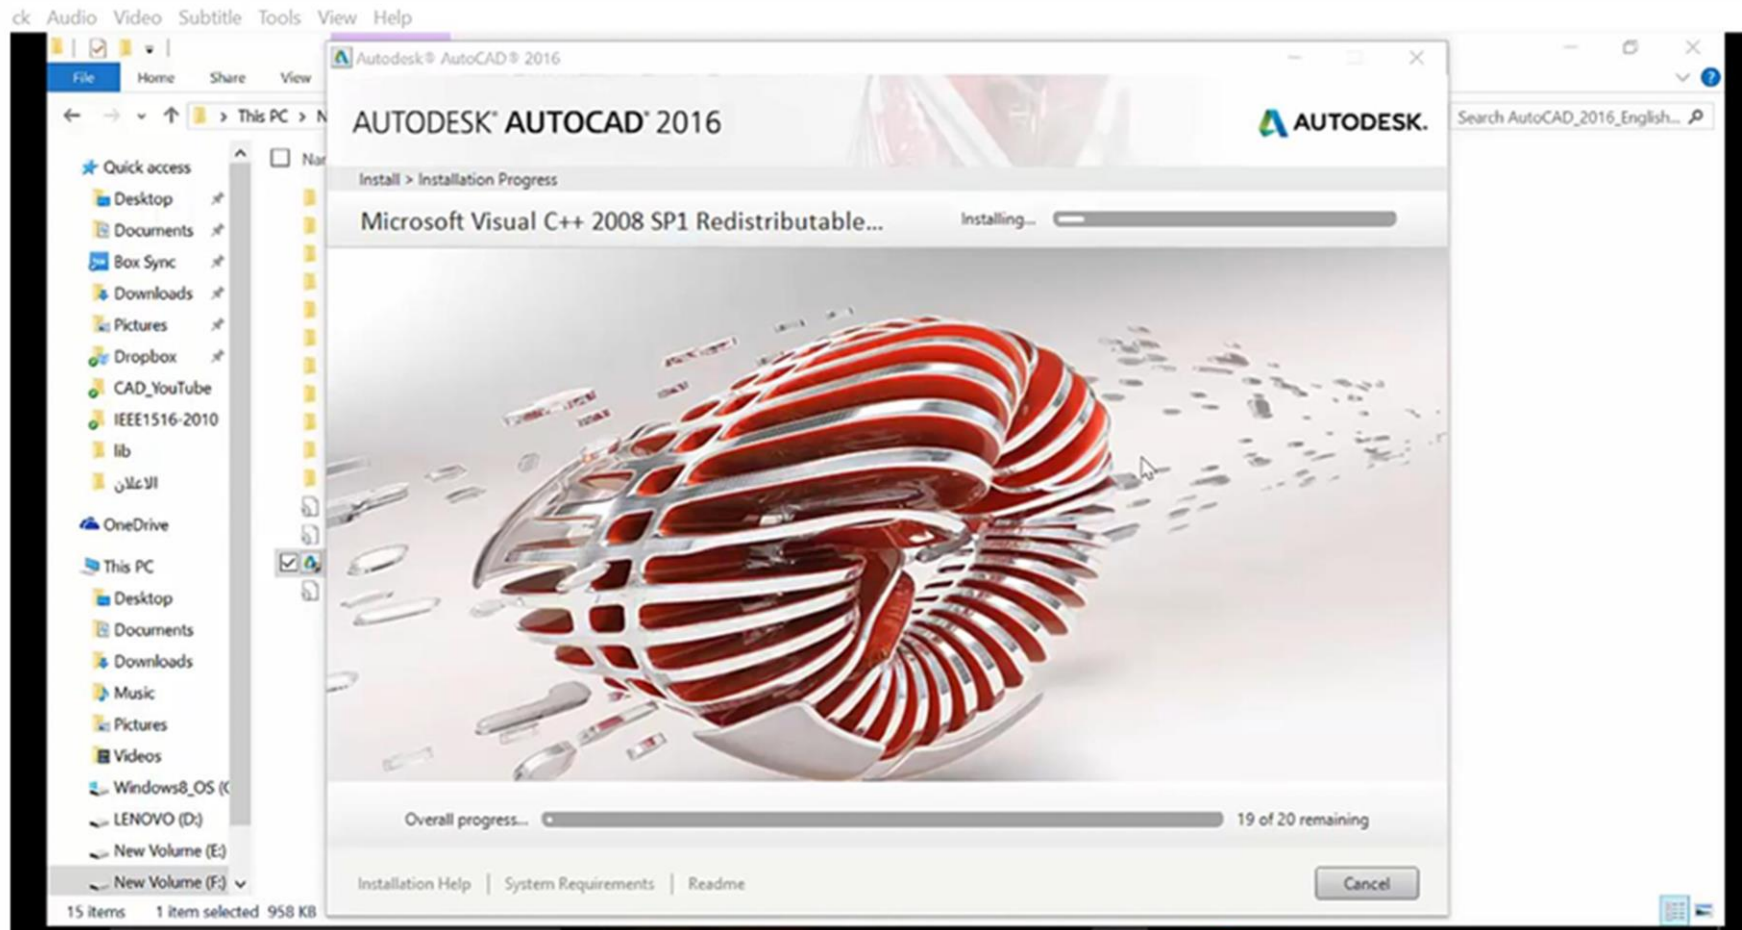 ck Audio Video Subtitle Tools View Help
Autodesk® AutoCAD® 2016
File Home Share View
AUTODESK® AUTOCAD® 2016
AUTODESK.
This PC > N
Search AutoCAD_2016_English...
Quick access
Nar
Install > Installation Progress
Desktop
Microsoft Visual C++ 2008 SP1 Redistributable...
Installing...
Documents
Box Sync
Downloads
Pictures
Dropbox
CAD_YouTube
IEEE1516-2010
lib
الاعلان
OneDrive
This PC
Desktop
Documents
Downloads
Music
Pictures
Videos
Windows8_OS (C
LENOVO (D:)
Overall progress...
19 of 20 remaining
New Volume (E:)
New Volume (F:)
Installation Help | System Requirements | Readme
Cancel
15 items 1 item selected 958 KB